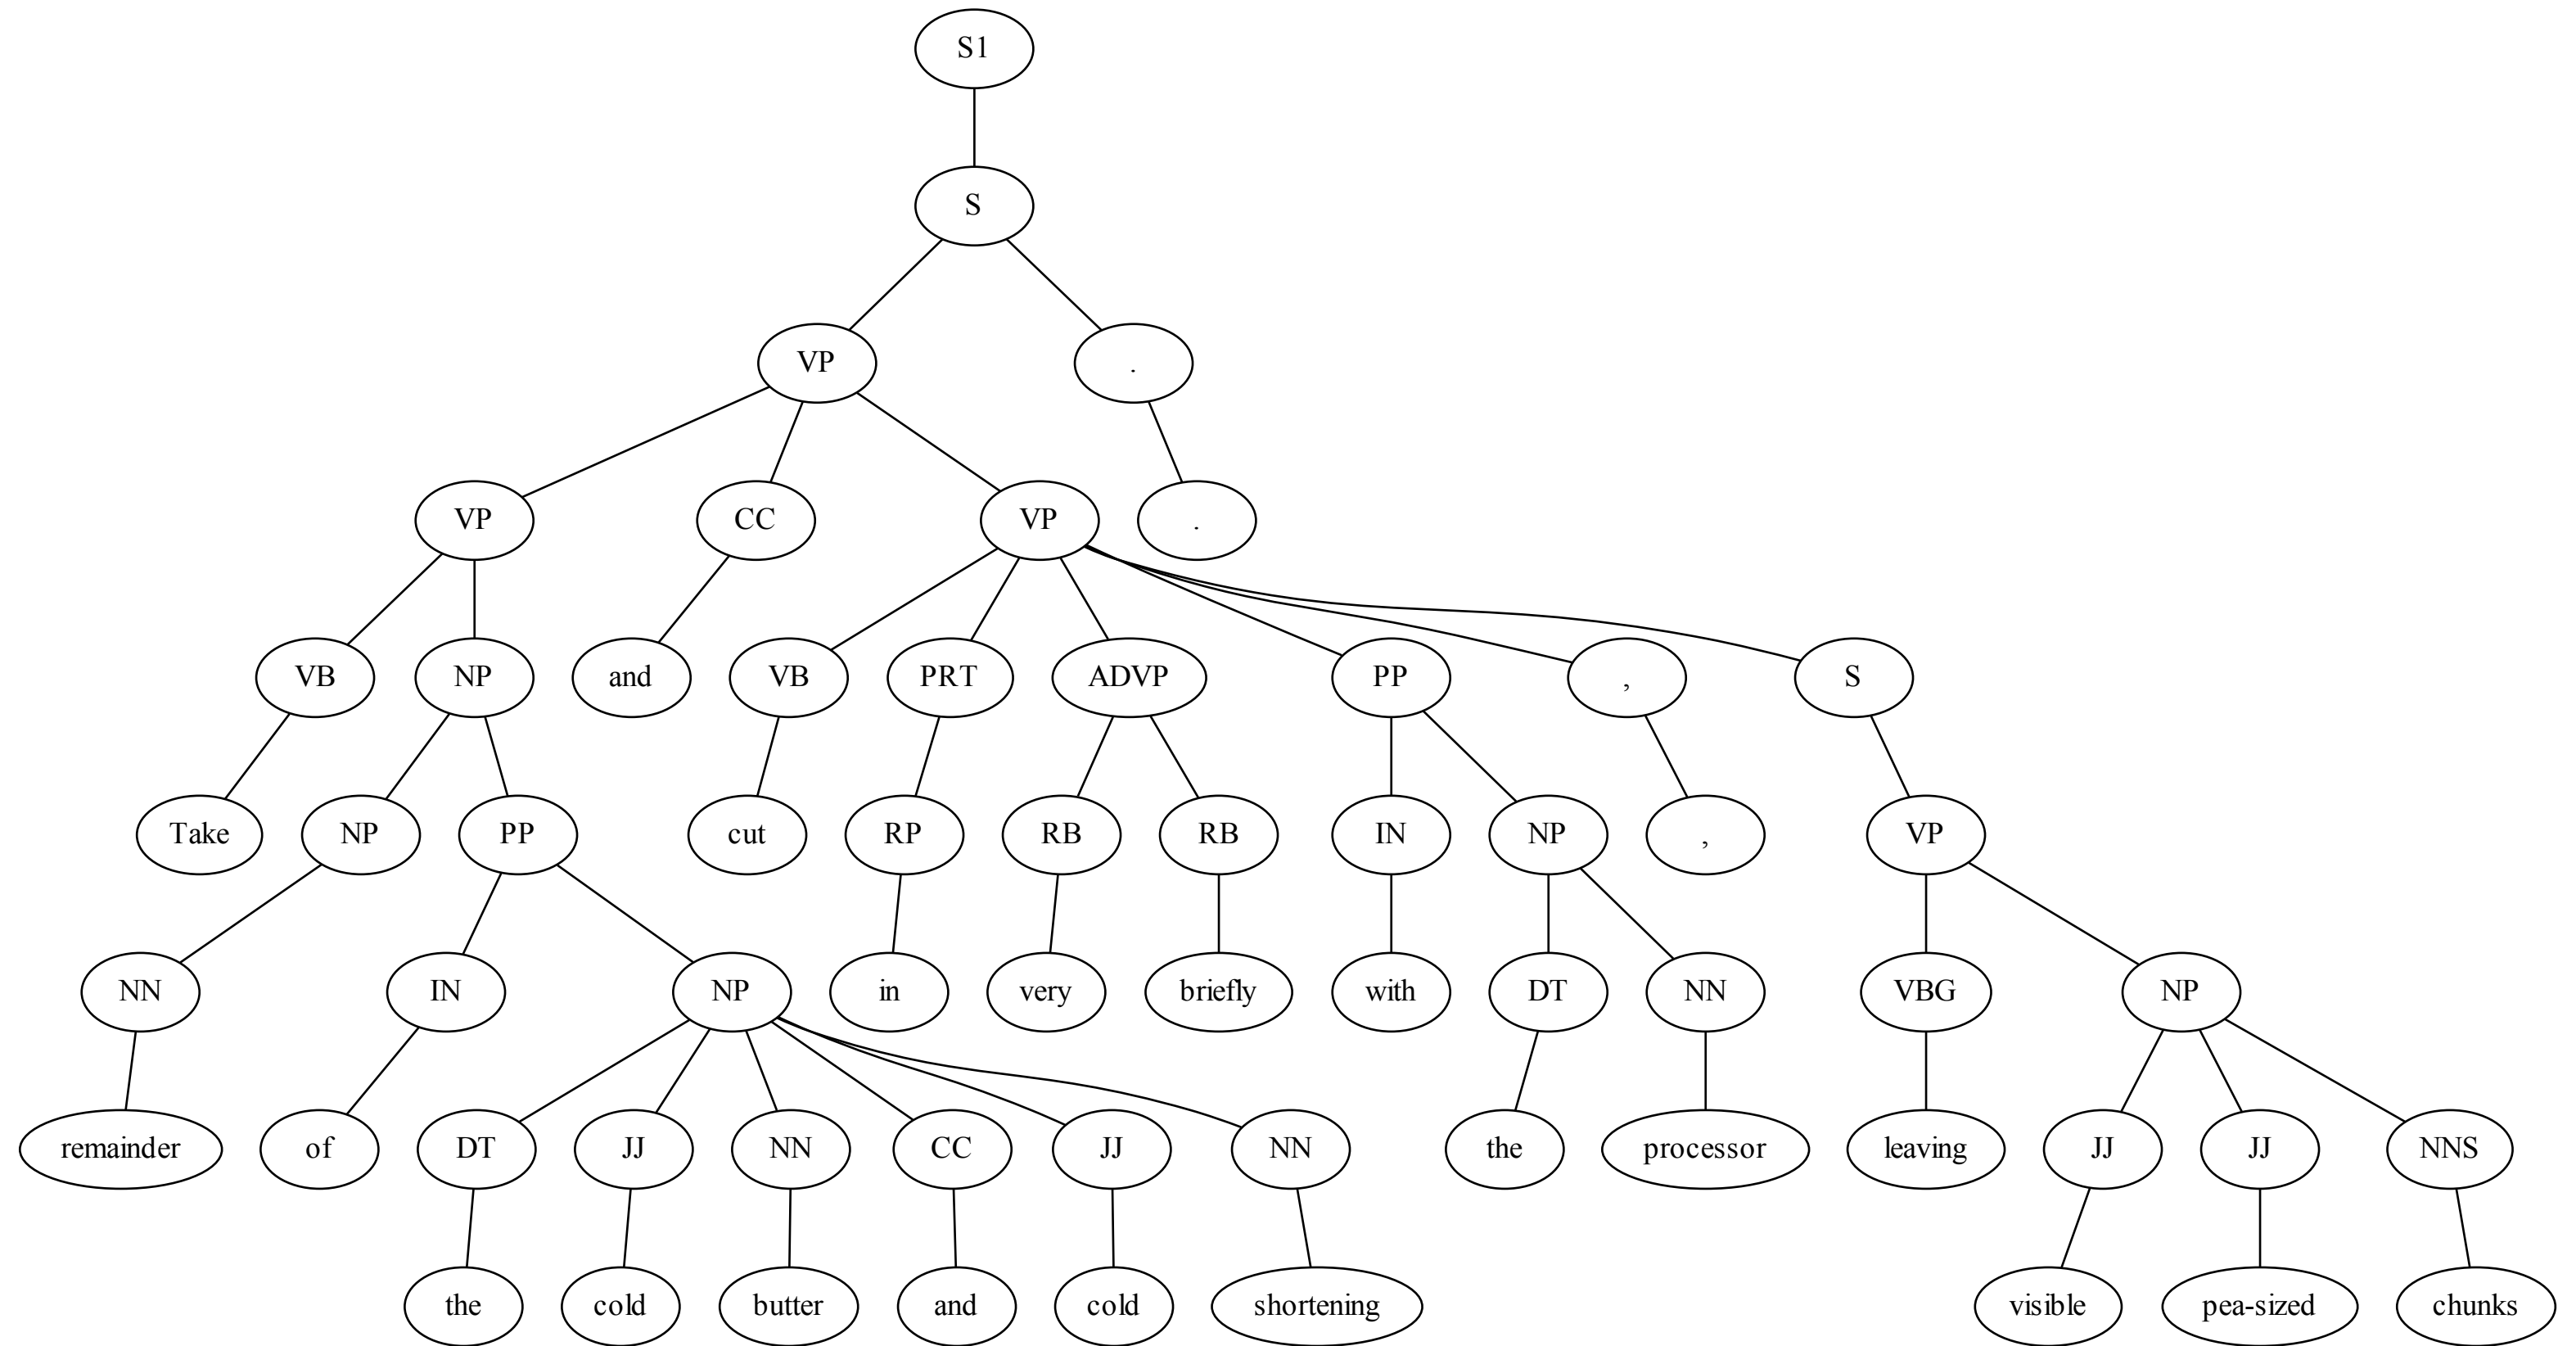 S1
S
VP .
VP CC VP .
VB NP and VB PRT ADVP PP , S
Take NP PP cut RP RB RB IN NP , VP
NN IN NP in very briefly with DT NN VBG NP
remainder of DT JJ NN CC JJ NN the processor leaving JJ JJ NNS
the cold butter and cold shortening visible pea-sized chunks